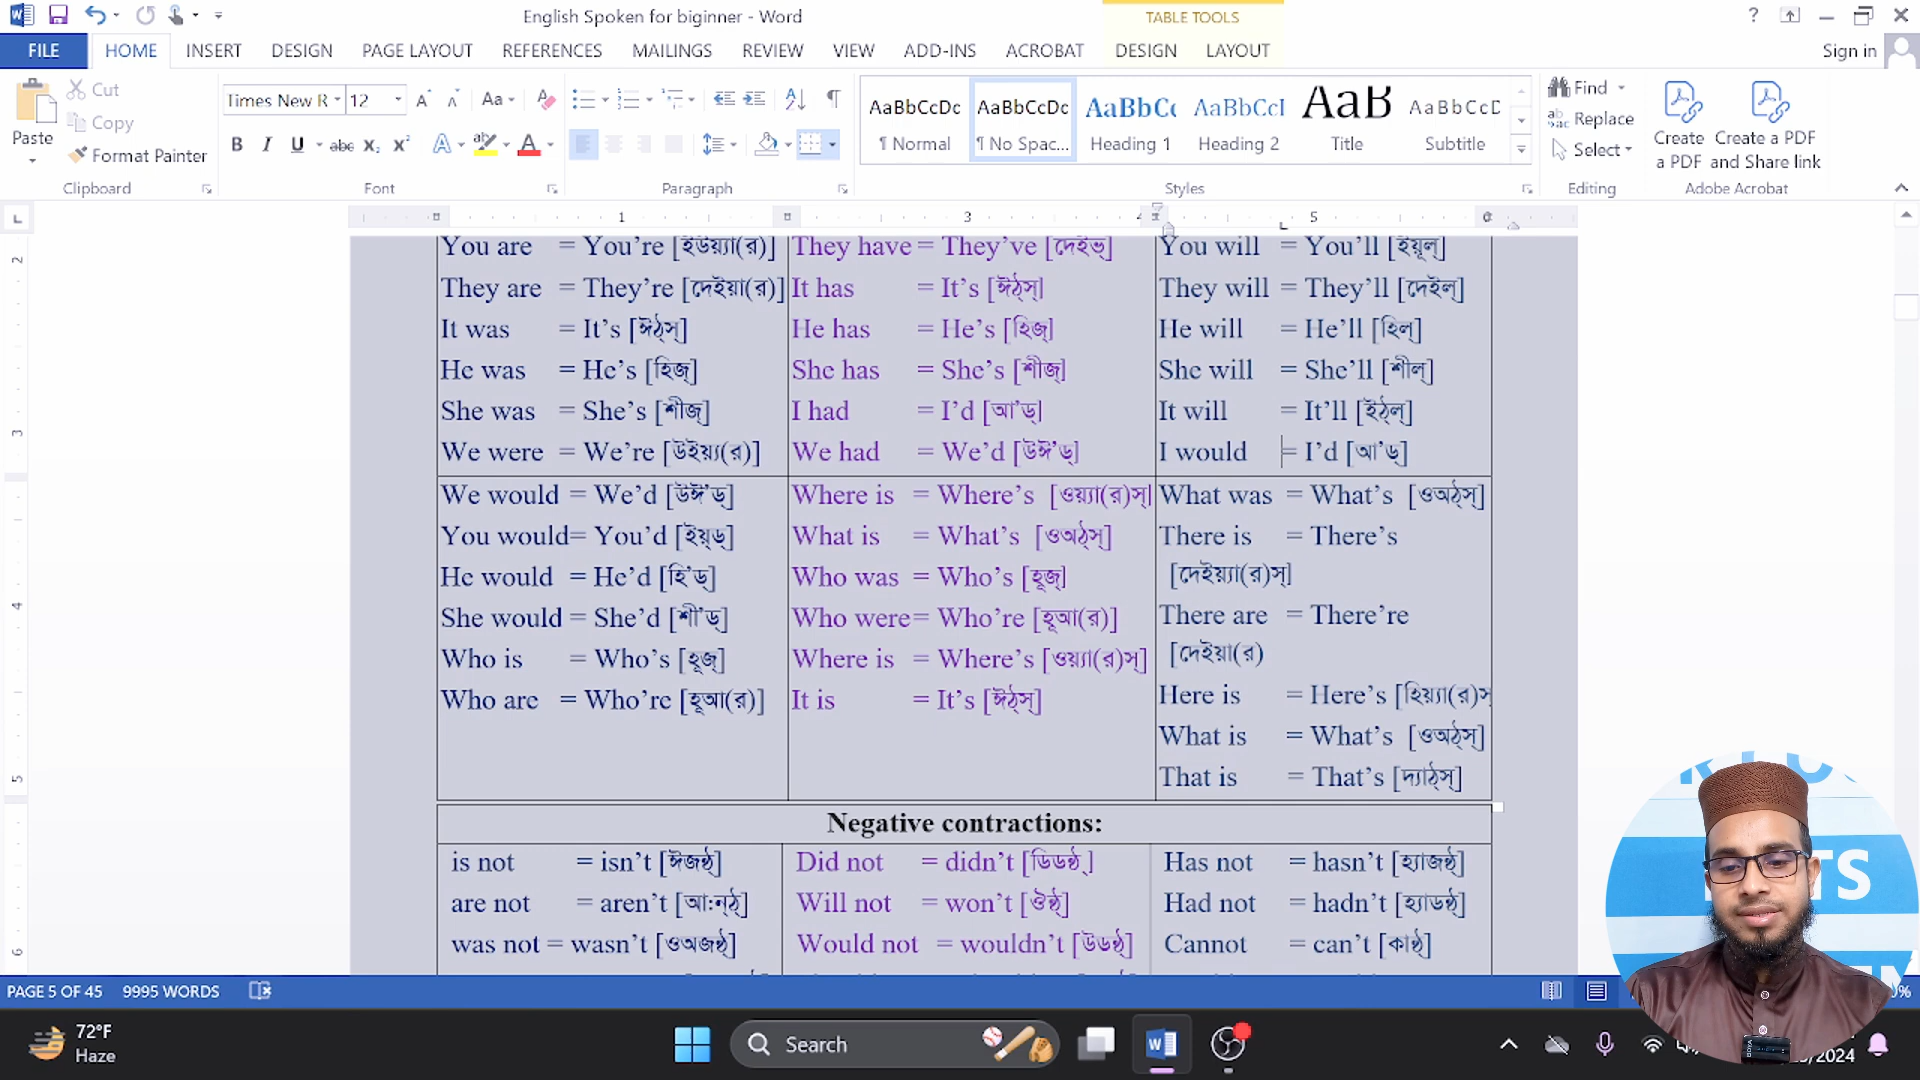 English Spoken for biginner - Word
TABLE TOOLS
FILE HOME INSERT DESIGN PAGE LAYOUT REFERENCES MAILINGS REVIEW VIEW ADD-INS ACROBAT DESIGN LAYOUT Sign in
Paste Cut Copy Format Painter
Times New R 12
AaBbCcDc AaBbCcDc AaBbCc AaBbCcI AaB AaBbCcD
¶ Normal ¶ No Spac... Heading 1 Heading 2 Title Subtitle
Find Replace Select
Create a PDF Create a PDF and Share link
Clipboard Font Paragraph Styles Editing Adobe Acrobat
You are = You’re [ইউয়্যা(র)] They have = They’ve [দেইভ্] You will = You’ll [ইয়ূল্]
They are = They’re [দেইয়া(র)] It has = It’s [ঈঠ্স্] They will = They’ll [দেইল্]
It was = It’s [ঈঠ্স্] He has = He’s [হিজ্] He will = He’ll [হিল্]
He was = He’s [হিজ্] She has = She’s [শীজ্] She will = She’ll [শীল্]
She was = She’s [শীজ্] I had = I’d [আ’ড্] It will = It’ll [ইঠ্ল্]
We were = We’re [উইয়্য(র)] We had = We’d [উঈ’ড্] I would = I’d [আ’ড্]
We would = We’d [উঈ’ড্] Where is = Where’s [ওয়্যা(র)স্] What was = What’s [ওঅঠ্স্]
You would= You’d [ইয়্ড্] What is = What’s [ওঅঠ্স্] There is = There’s
[দেইয়্যা(র)স্]
He would = He’d [হি’ড্] Who was = Who’s [হূজ্]
She would = She’d [শী’ড্] Who were= Who’re [হূআ(র)] There are = There’re
[দেইয়া(র)
Who is = Who’s [হূজ্] Where is = Where’s [ওয়্যা(র)স্]
Who are = Who’re [হূআ(র)] It is = It’s [ঈঠ্স্] Here is = Here’s [হিয়্যা(র)স্
What is = What’s [ওঅঠ্স্]
That is = That’s [দ্যাঠ্স্]
Negative contractions:
is not = isn’t [ঈজন্ঠ্] Did not = didn’t [ডিডন্ঠ্] Has not = hasn’t [হ্যাজন্ঠ্]
are not = aren’t [আঃন্ঠ্] Will not = won’t [ঔন্ঠ্] Had not = hadn’t [হ্যাডন্ঠ্]
was not = wasn’t [ওঅজন্ঠ্] Would not = wouldn’t [উডন্ঠ্] Cannot = can’t [কান্ঠ্]
PAGE 5 OF 45 9995 WORDS
72°F
Haze
Search